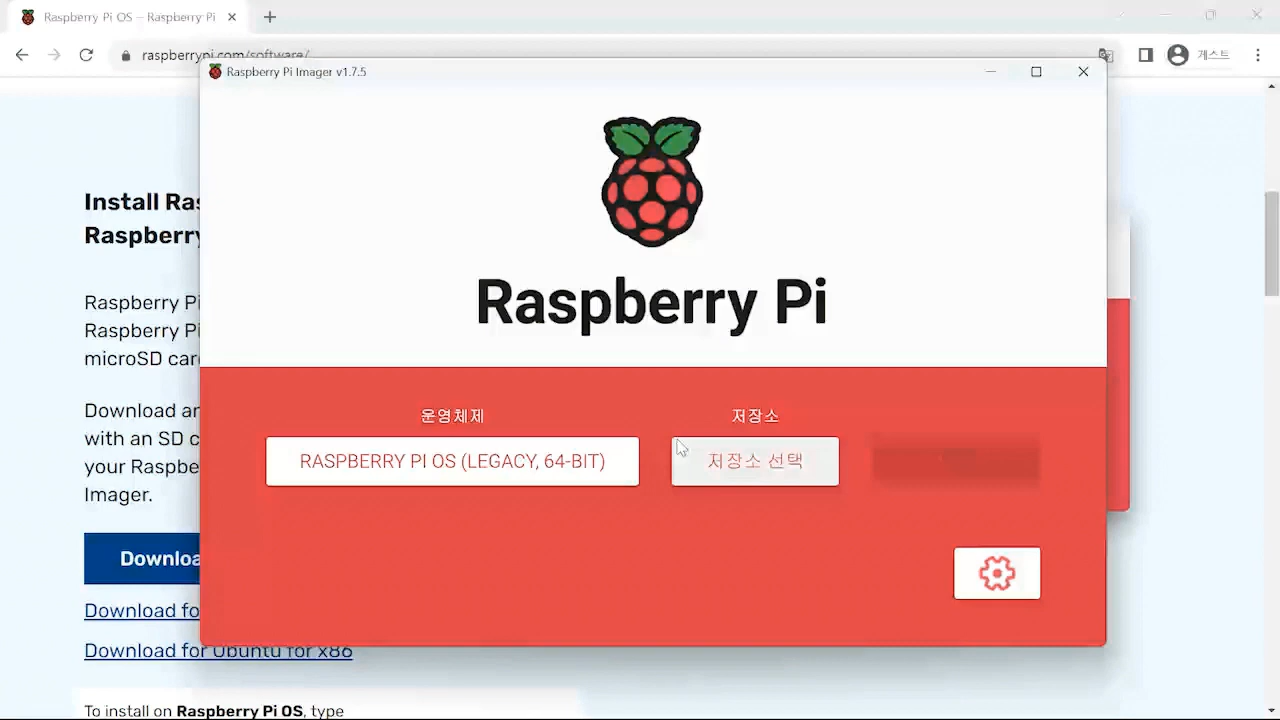 Raspberry Pi OS – Raspberry Pi
raspberrypi.com/software/
게스트
Raspberry Pi Imager v1.7.5
Raspberry Pi
운영체제
저장소
RASPBERRY PI OS (LEGACY, 64-BIT)
저장소 선택
Install Ras
Raspberry
Raspberry Pi
Raspberry Pi
microSD card
Download an
with an SD c
your Raspbe
Imager.
Downloa
Download fo
Download for Ubuntu for x86
To install on Raspberry Pi OS, type